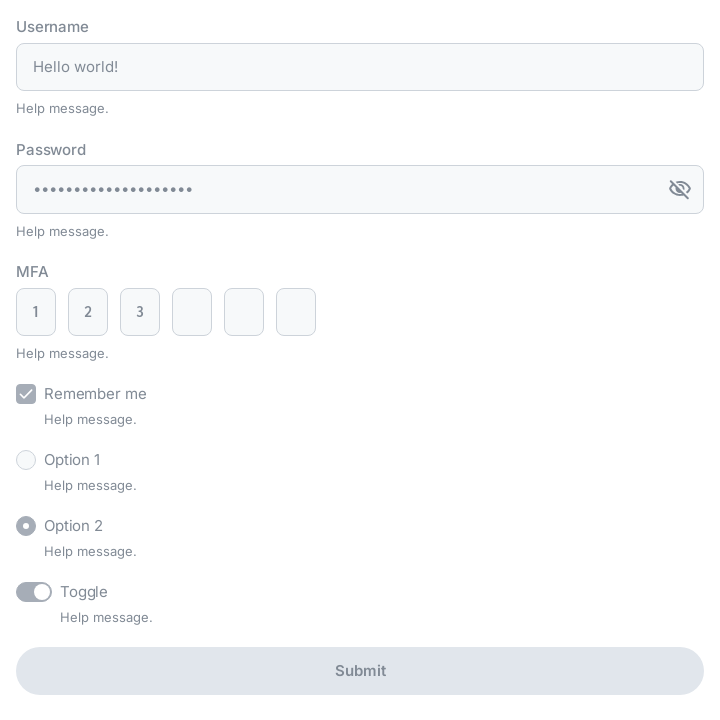 Username
Hello world!
Help message.
Password
••••••••••••••••••••
Help message.
MFA
1 2 3
Help message.
Remember me
Help message.
Option 1
Help message.
Option 2
Help message.
Toggle
Help message.
Submit